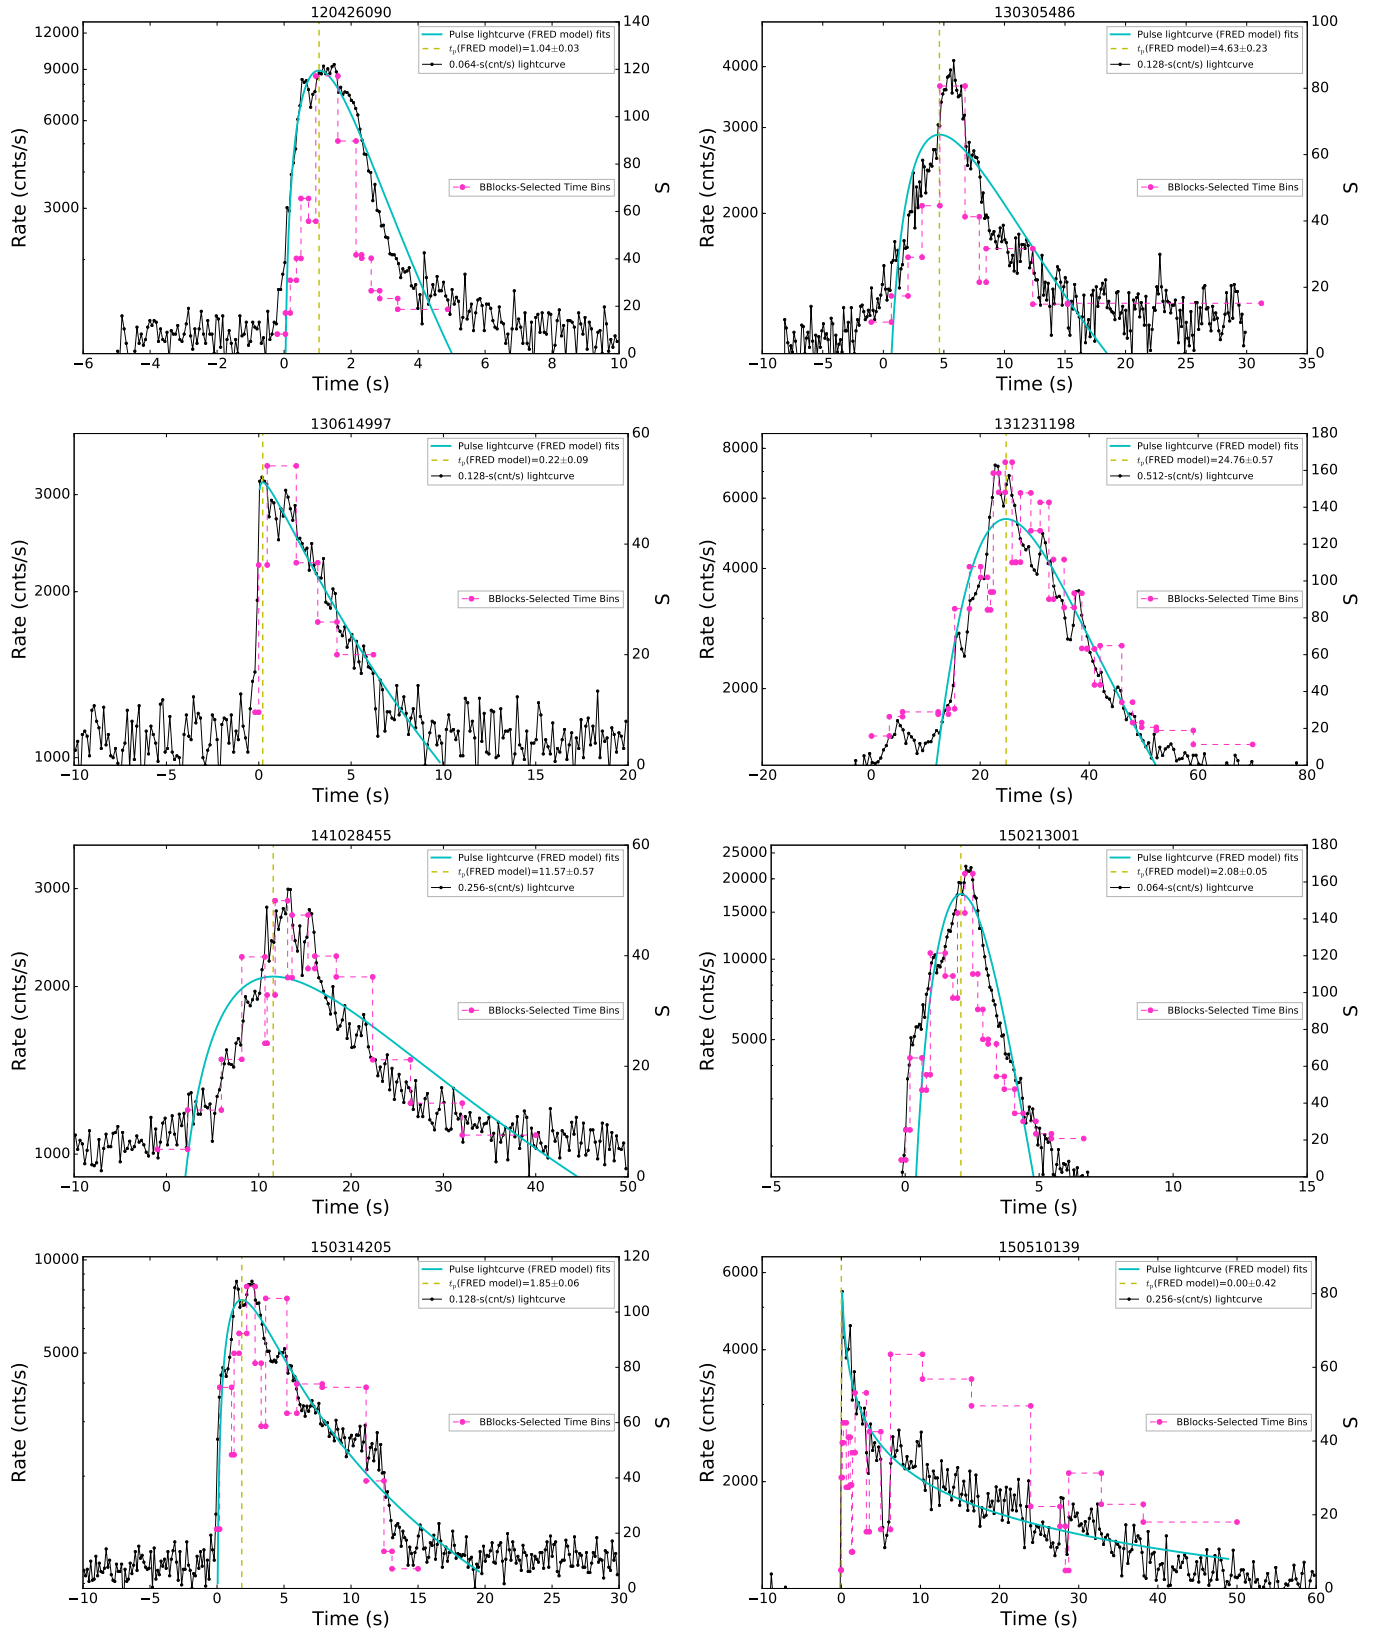 120426090
Pulse lightcurve (FRED model) fits
tp(FRED model)=1.04±0.03
0.064-s(cnt/s) lightcurve
BBlocks-Selected Time Bins
12000
9000
6000
3000
Rate (cnts/s)
140
120
100
80
60
40
20
0
S
−6 −4 −2 0 2 4 6 8 10
Time (s)
130305486
Pulse lightcurve (FRED model) fits
tp(FRED model)=4.63±0.23
0.128-s(cnt/s) lightcurve
BBlocks-Selected Time Bins
4000
3000
2000
1000
Rate (cnts/s)
100
80
60
40
20
0
S
−10 −5 0 5 10 15 20 25 30 35
Time (s)
130614997
Pulse lightcurve (FRED model) fits
tp(FRED model)=0.22±0.09
0.128-s(cnt/s) lightcurve
BBlocks-Selected Time Bins
3000
2000
1000
Rate (cnts/s)
60
50
40
30
20
10
0
S
−10 −5 0 5 10 15 20
Time (s)
131231198
Pulse lightcurve (FRED model) fits
tp(FRED model)=24.76±0.57
0.512-s(cnt/s) lightcurve
BBlocks-Selected Time Bins
8000
6000
4000
2000
Rate (cnts/s)
180
160
140
120
100
80
60
40
20
0
S
−20 0 20 40 60 80
Time (s)
141028455
Pulse lightcurve (FRED model) fits
tp(FRED model)=11.57±0.57
0.256-s(cnt/s) lightcurve
BBlocks-Selected Time Bins
3000
2000
1000
Rate (cnts/s)
60
50
40
30
20
10
0
S
−10 0 10 20 30 40 50
Time (s)
150213001
Pulse lightcurve (FRED model) fits
tp(FRED model)=2.08±0.05
0.064-s(cnt/s) lightcurve
BBlocks-Selected Time Bins
25000
20000
15000
10000
5000
Rate (cnts/s)
180
160
140
120
100
80
60
40
20
0
S
−5 0 5 10 15
Time (s)
150314205
Pulse lightcurve (FRED model) fits
tp(FRED model)=1.85±0.06
0.128-s(cnt/s) lightcurve
BBlocks-Selected Time Bins
10000
5000
Rate (cnts/s)
120
100
80
60
40
20
0
S
−10 −5 0 5 10 15 20 25 30
Time (s)
150510139
Pulse lightcurve (FRED model) fits
tp(FRED model)=0.00±0.42
0.256-s(cnt/s) lightcurve
BBlocks-Selected Time Bins
6000
4000
2000
Rate (cnts/s)
80
60
40
20
0
S
−10 0 10 20 30 40 50 60
Time (s)